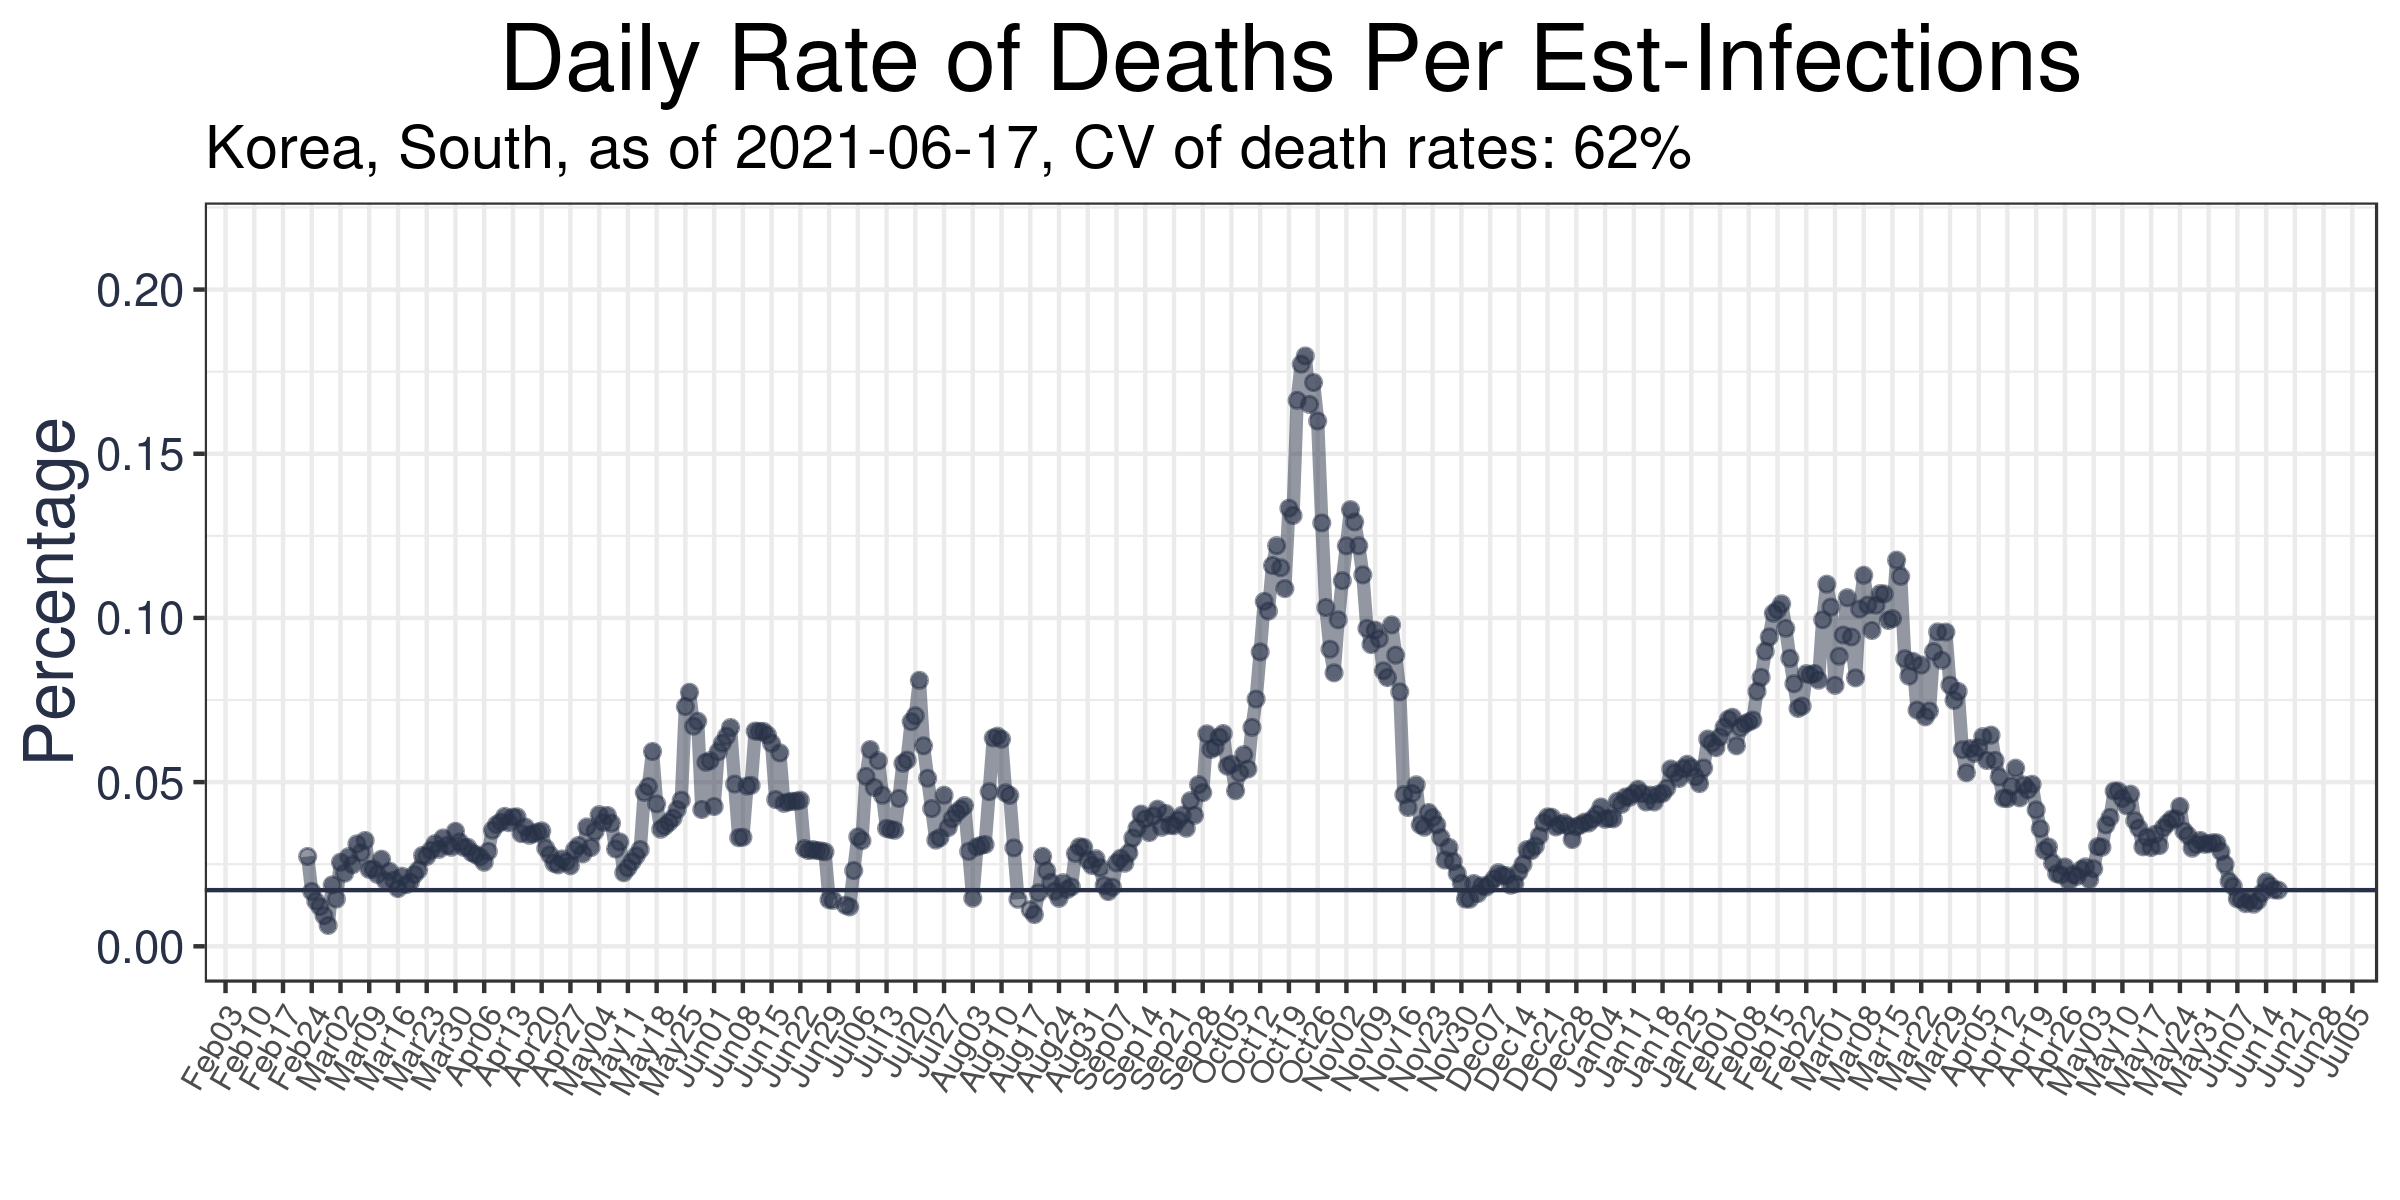 Daily Rate of Deaths Per Est-Infections
Korea, South, as of 2021-06-17, CV of death rates: 62%
Percentage
0.20
0.15
0.10
0.05
0.00
Feb03
Feb10
Feb17
Feb24
Mar02
Mar09
Mar16
Mar23
Mar30
Apr06
Apr13
Apr20
Apr27
May04
May11
May18
May25
Jun01
Jun08
Jun15
Jun22
Jun29
Jul06
Jul13
Jul20
Jul27
Aug03
Aug10
Aug17
Aug24
Aug31
Sep07
Sep14
Sep21
Sep28
Oct05
Oct12
Oct19
Oct26
Nov02
Nov09
Nov16
Nov23
Nov30
Dec07
Dec14
Dec21
Dec28
Jan04
Jan11
Jan18
Jan25
Feb01
Feb08
Feb15
Feb22
Mar01
Mar08
Mar15
Mar22
Mar29
Apr05
Apr12
Apr19
Apr26
May03
May10
May17
May24
May31
Jun07
Jun14
Jun21
Jun28
Jul05